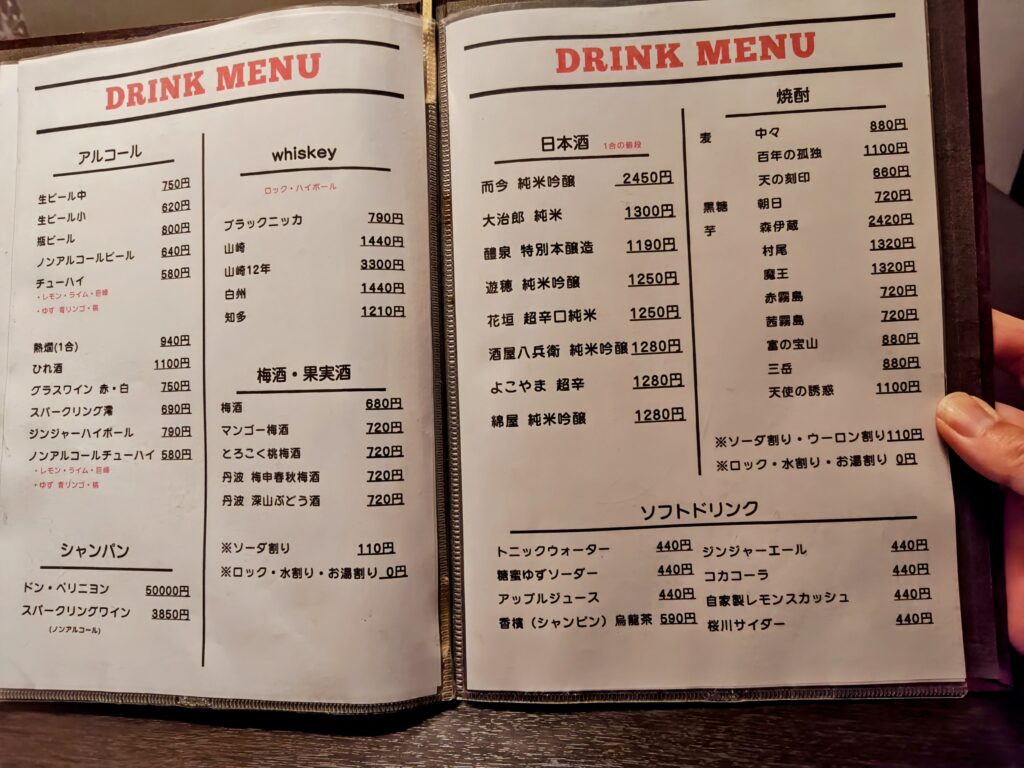 DRINK MENU
アルコール
生ビール中 750円
生ビール小 620円
瓶ビール 800円
ノンアルコールビール 640円
チューハイ 580円
・レモン・ライム・巨峰
・ゆず 青リンゴ・桃
熱燗(1合) 940円
ひれ酒 1100円
グラスワイン 赤・白 750円
スパークリング澪 690円
ジンジャーハイボール 790円
ノンアルコールチューハイ 580円
・レモン・ライム・巨峰
・ゆず 青リンゴ・桃
シャンパン
ドン・ペリニヨン 50000円
スパークリングワイン 3850円
(ノンアルコール)
whiskey
ロック・ハイボール
ブラックニッカ 790円
山崎 1440円
山崎12年 3300円
白州 1440円
知多 1210円
梅酒・果実酒
梅酒 680円
マンゴー梅酒 720円
とろこく桃梅酒 720円
丹波 梅申春秋梅酒 720円
丹波 深山ぶどう酒 720円
※ソーダ割り 110円
※ロック・水割り・お湯割り 0円
DRINK MENU
日本酒 1合の値段
而今 純米吟醸 2450円
大治郎 純米 1300円
醴泉 特別本醸造 1190円
遊穂 純米吟醸 1250円
花垣 超辛口純米 1250円
酒屋八兵衛 純米吟醸 1280円
よこやま 超辛 1280円
綿屋 純米吟醸 1280円
焼酎
麦 中々 880円
百年の孤独 1100円
天の刻印 660円
黒糖 朝日 720円
芋 森伊蔵 2420円
村尾 1320円
魔王 1320円
赤霧島 720円
茜霧島 720円
富の宝山 880円
三岳 880円
天使の誘惑 1100円
※ソーダ割り・ウーロン割り 110円
※ロック・水割り・お湯割り 0円
ソフトドリンク
トニックウォーター 440円
糖蜜ゆずソーダー 440円
アップルジュース 440円
香檳（シャンピン）烏龍茶 590円
ジンジャーエール 440円
コカコーラ 440円
自家製レモンスカッシュ 440円
桜川サイダー 440円